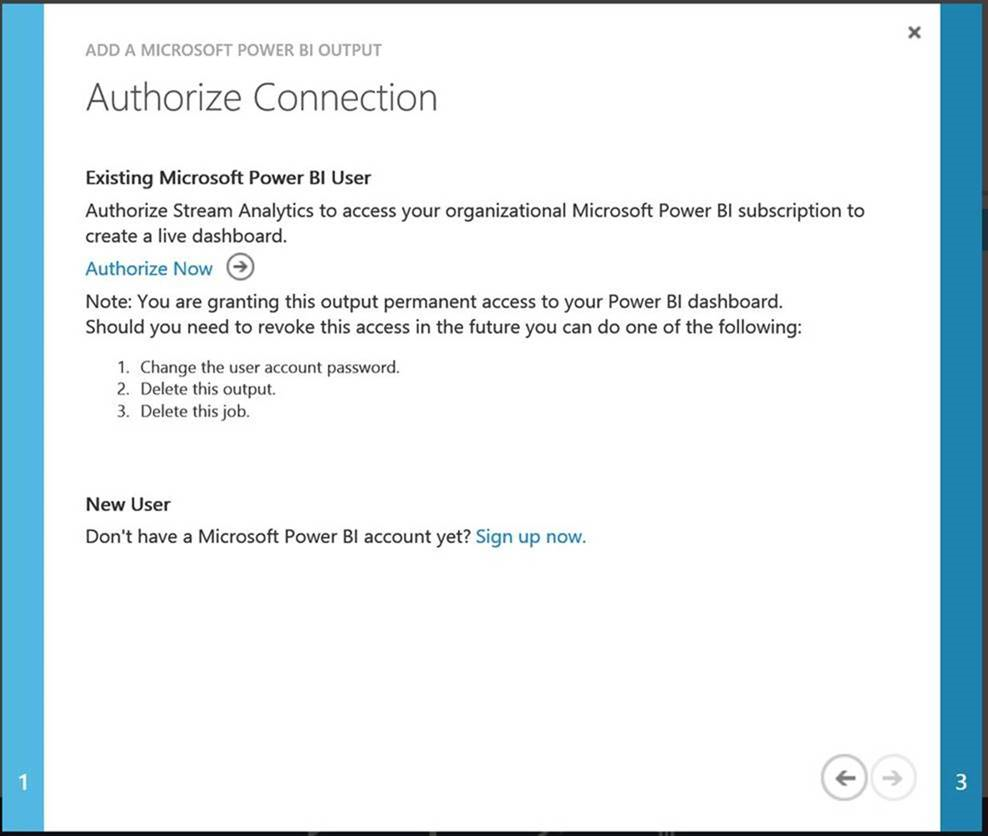 ADD A MICROSOFT POWER BI OUTPUT
Authorize Connection
Existing Microsoft Power BI User
Authorize Stream Analytics to access your organizational Microsoft Power BI subscription to
create a live dashboard.
Authorize Now
Note: You are granting this output permanent access to your Power BI dashboard.
Should you need to revoke this access in the future you can do one of the following:
1. Change the user account password.
2. Delete this output.
3. Delete this job.
New User
Don't have a Microsoft Power BI account yet? Sign up now.
1
3